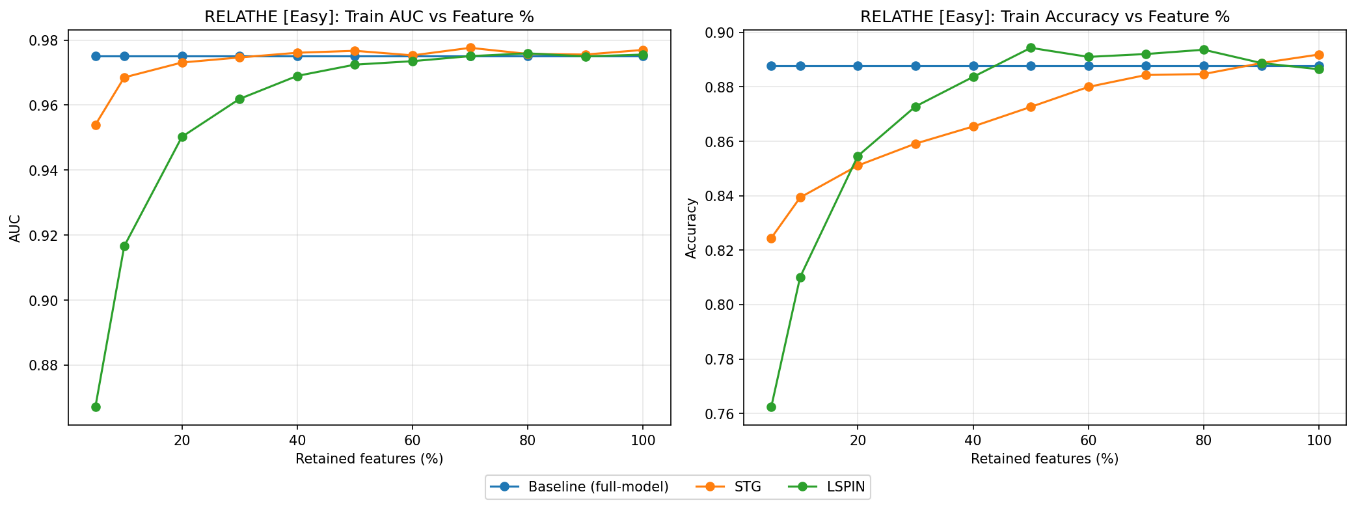 RELATHE [Easy]: Train AUC vs Feature %
0.98
0.96
0.94
0.92
0.90
0.88
AUC
20
40
60
80
100
Retained features (%)
RELATHE [Easy]: Train Accuracy vs Feature %
0.90
0.88
0.86
0.84
0.82
0.80
0.78
0.76
Accuracy
20
40
60
80
100
Retained features (%)
Baseline (full-model)
STG
LSPIN